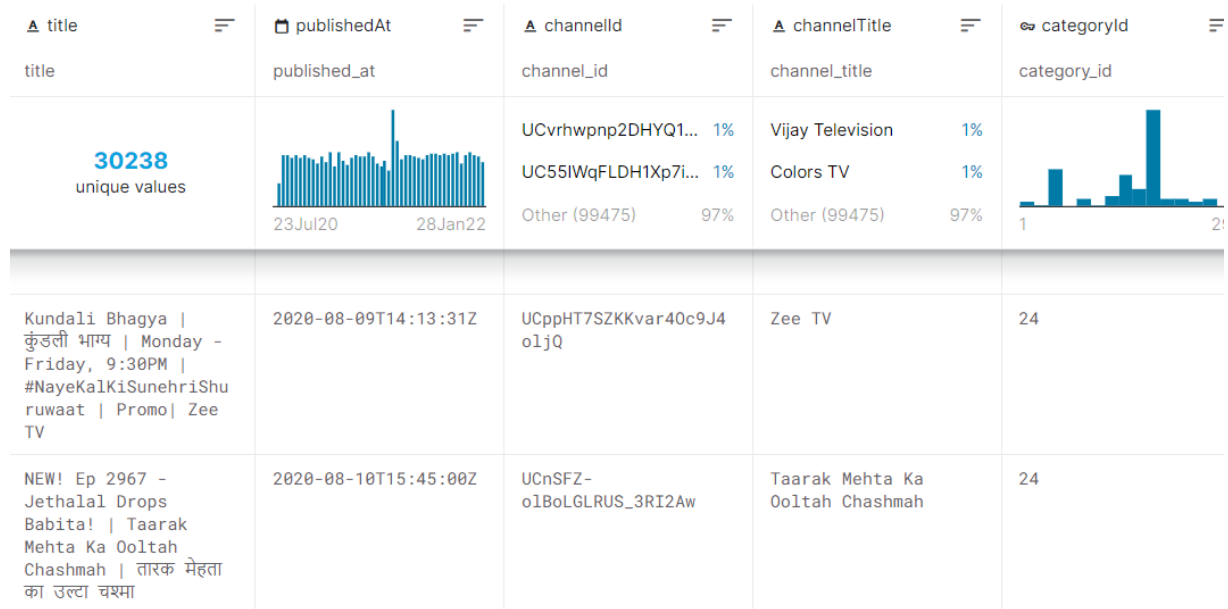 title
publishedAt
channelId
channelTitle
categoryId
title
published_at
channel_id
channel_title
category_id
30238
unique values
23Jul20
28Jan22
UCvrhwpnp2DHYQ1... 1%
UC55IWqFLDH1Xp7i... 1%
Other (99475) 97%
Vijay Television 1%
Colors TV 1%
Other (99475) 97%
1
Kundali Bhagya |
कुंडली भाग्य | Monday -
Friday, 9:30PM |
#NayeKalKiSunehriShu
ruwaat | Promo| Zee
TV
2020-08-09T14:13:31Z
UCppHT7SZKKvar4Oc9J4
oljQ
Zee TV
24
NEW! Ep 2967 -
Jethalal Drops
Babita! | Taarak
Mehta Ka Ooltah
Chashmah | तारक मेहता
का उल्टा चश्मा
2020-08-10T15:45:00Z
UCnSFZ-
olBoLGLRUS_3RI2Aw
Taarak Mehta Ka
Ooltah Chashmah
24